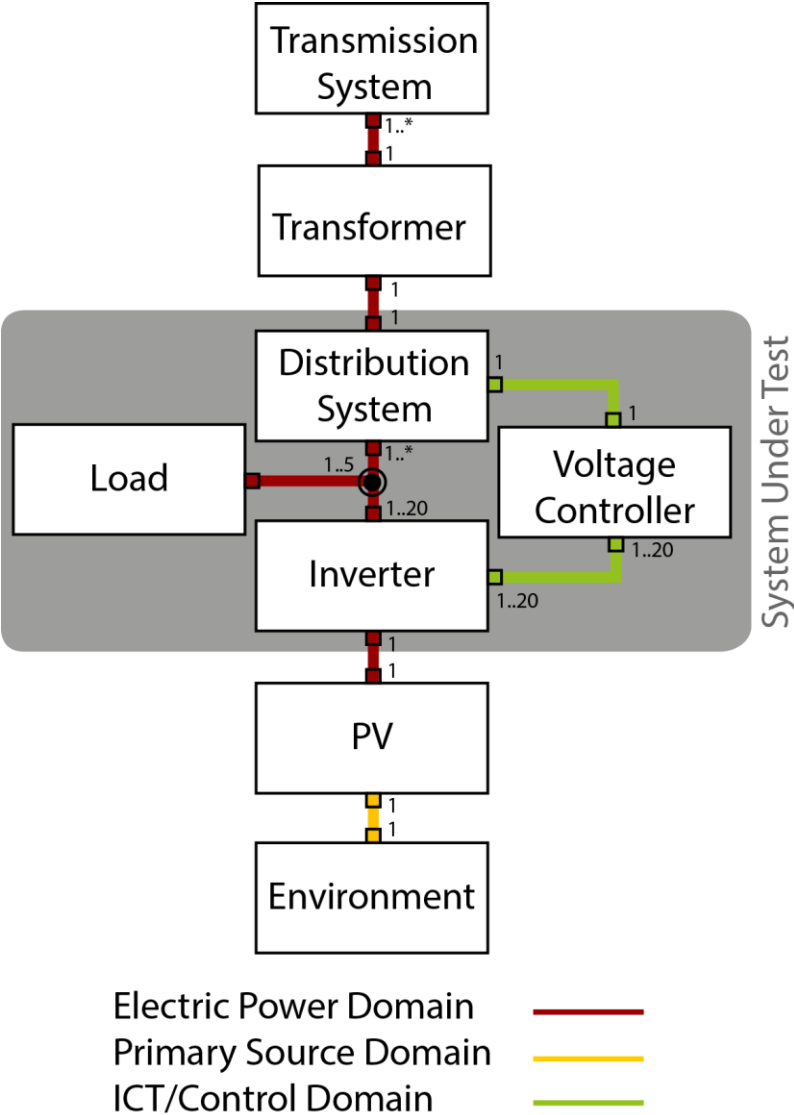 Transmission
System
1..*
1
Transformer
1
1
Distribution
System
1
1
Load
1..5
1..*
1..20
Voltage
Controller
1..20
Inverter
1..20
1
1
PV
1
1
Environment
System Under Test
Electric Power Domain
Primary Source Domain
ICT/Control Domain